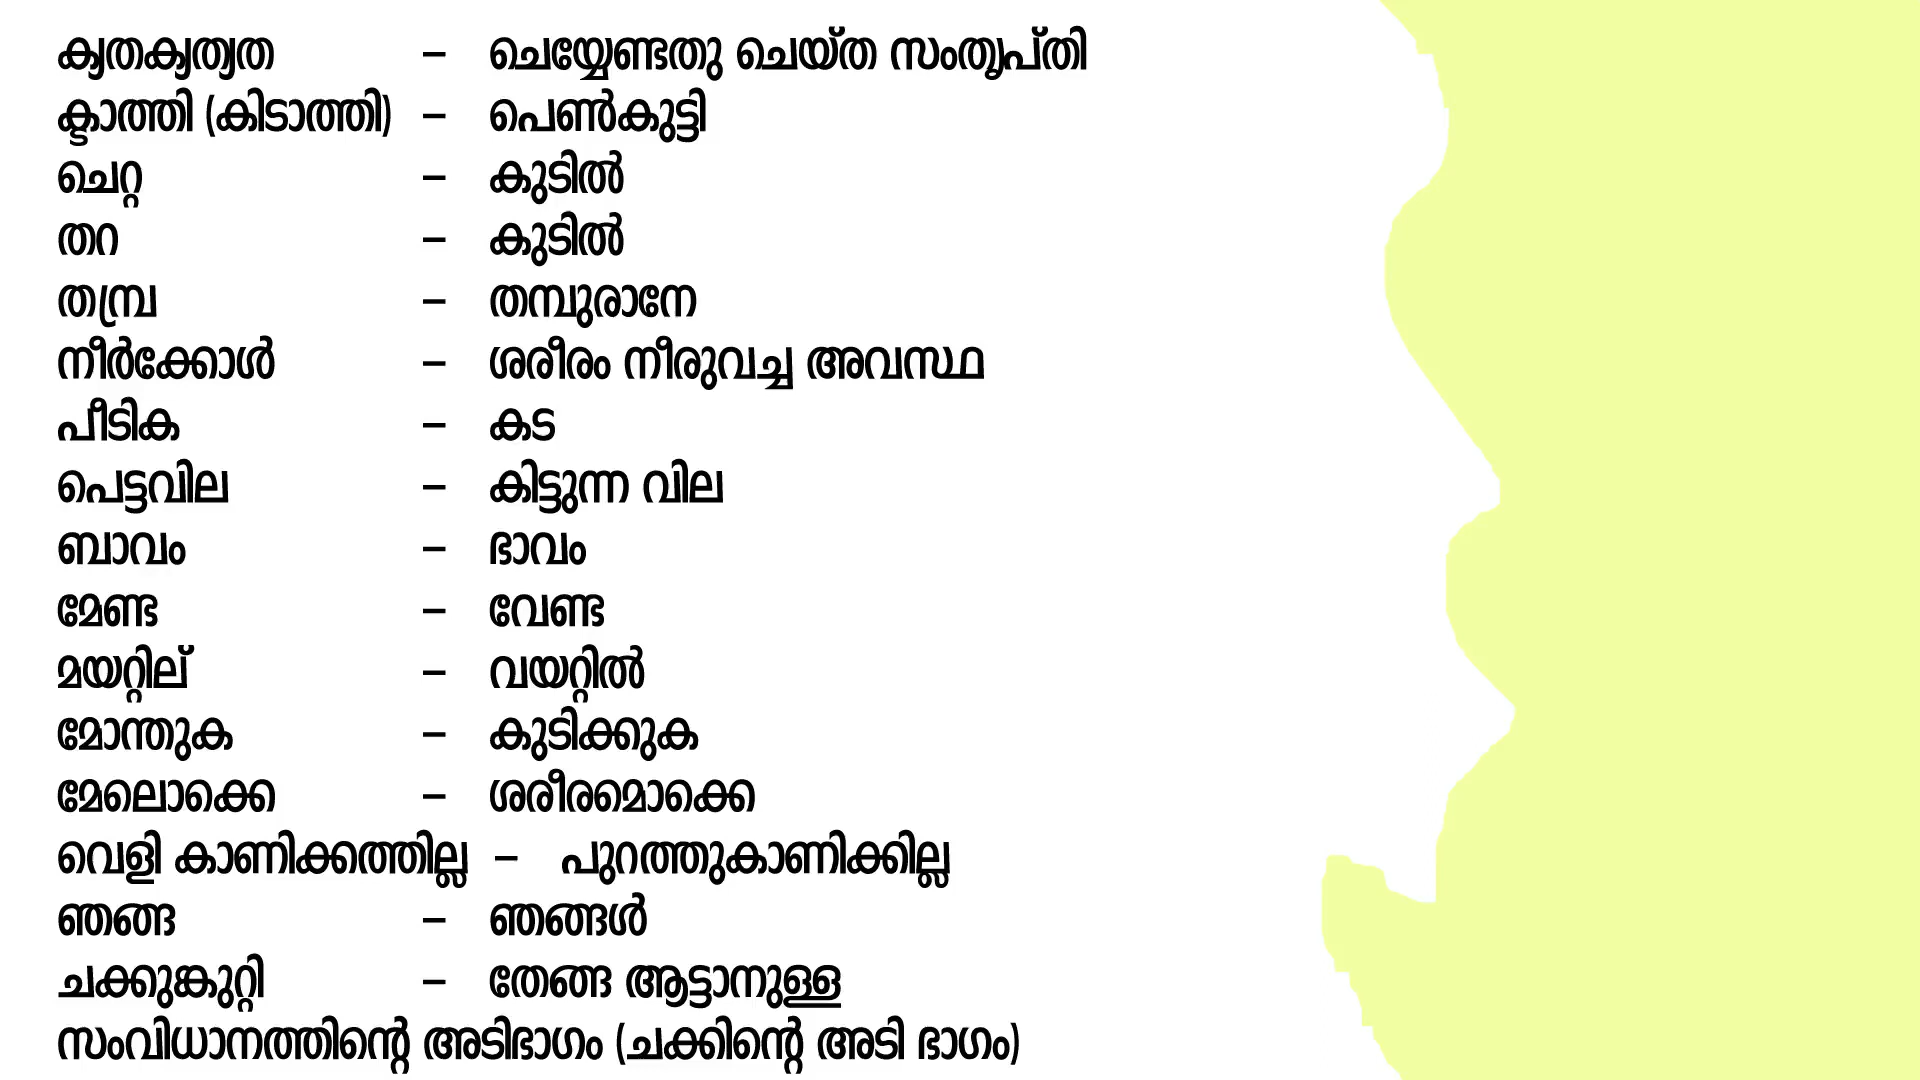 കൃതകൃത്യത – ചെയ്യേണ്ടതു ചെയ്ത സംതൃപ്തി
ക്ടാത്തി (കിടാത്തി) – പെൺകുട്ടി
ചെറ്റ – കുടിൽ
തറ – കുടിൽ
തമ്പ്ര – തമ്പുരാനേ
നീർക്കോൾ – ശരീരം നീരുവച്ച അവസ്ഥ
പീടിക – കട
പെട്ടവില – കിട്ടുന്ന വില
ബാവം – ഭാവം
മേണ്ട – വേണ്ട
മയറ്റില് – വയറ്റിൽ
മോന്തുക – കുടിക്കുക
മേലൊക്കെ – ശരീരമൊക്കെ
വെളി കാണിക്കത്തില്ല – പുറത്തുകാണിക്കില്ല
ഞങ്ങ – ഞങ്ങൾ
ചക്കുങ്കുറ്റി – തേങ്ങ ആട്ടാനുള്ള
സംവിധാനത്തിന്റെ അടിഭാഗം (ചക്കിന്റെ അടി ഭാഗം)